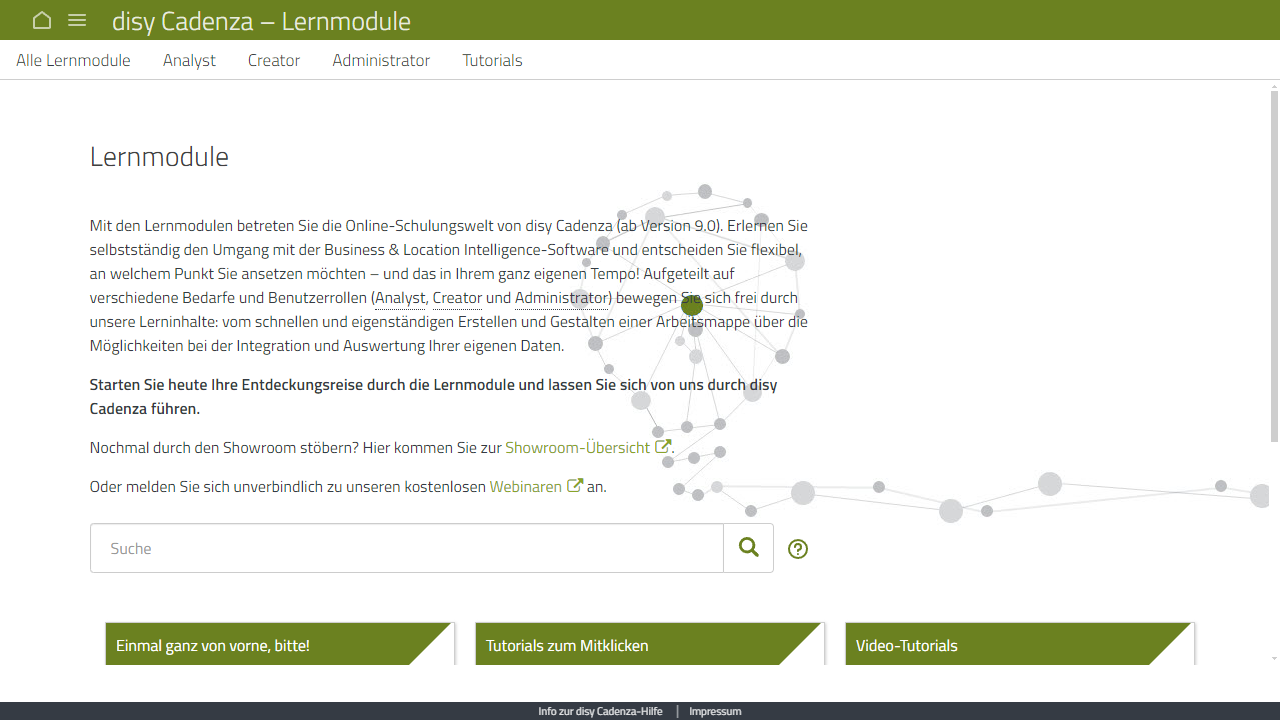 disy Cadenza – Lernmodule
Alle Lernmodule
Analyst
Creator
Administrator
Tutorials
Lernmodule
Mit den Lernmodulen betreten Sie die Online-Schulungswelt von disy Cadenza (ab Version 9.0). Erlernen Sie
selbstständig den Umgang mit der Business & Location Intelligence-Software und entscheiden Sie flexibel,
an welchem Punkt Sie ansetzen möchten – und das in Ihrem ganz eigenen Tempo! Aufgeteilt auf
verschiedene Bedarfe und Benutzerrollen (Analyst, Creator und Administrator) bewegen Sie sich frei durch
unsere Lerninhalte: vom schnellen und eigenständigen Erstellen und Gestalten einer Arbeitsmappe über die
Möglichkeiten bei der Integration und Auswertung Ihrer eigenen Daten.
Starten Sie heute Ihre Entdeckungsreise durch die Lernmodule und lassen Sie sich von uns durch disy
Cadenza führen.
Nochmal durch den Showroom stöbern? Hier kommen Sie zur Showroom-Übersicht.
Oder melden Sie sich unverbindlich zu unseren kostenlosen Webinaren an.
Suche
Einmal ganz von vorne, bitte!
Tutorials zum Mitklicken
Video-Tutorials
Info zur disy Cadenza-Hilfe | Impressum